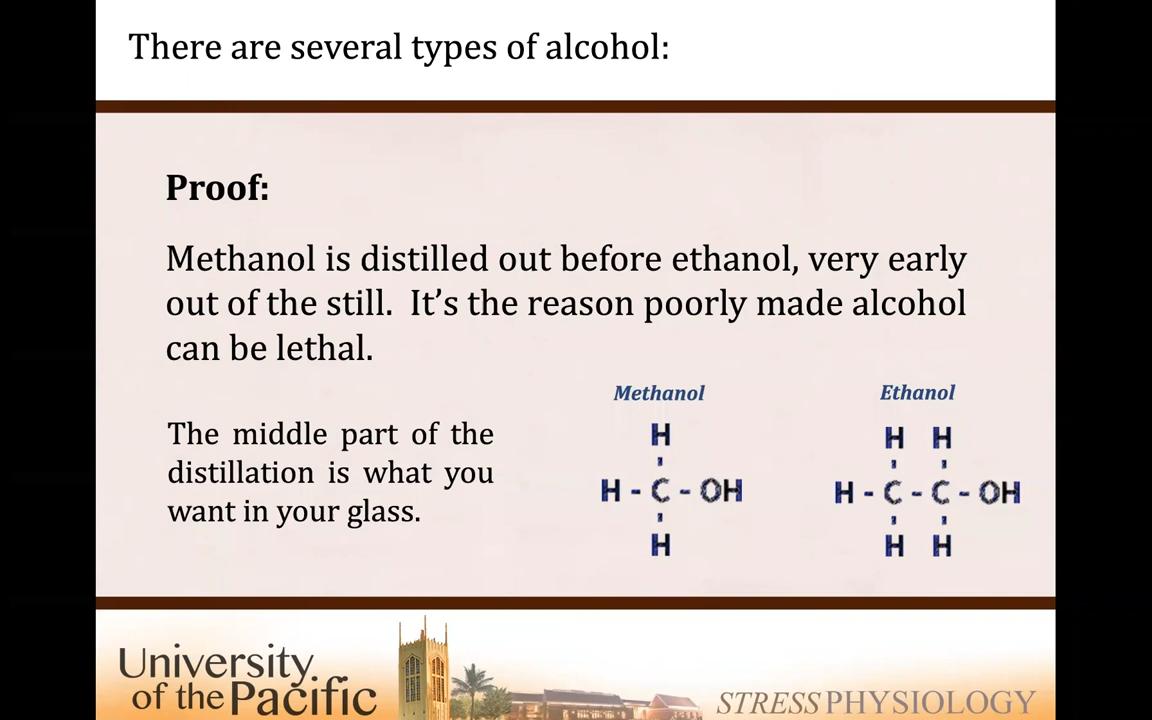 There are several types of alcohol:
Proof:
Methanol is distilled out before ethanol, very early
out of the still.  It’s the reason poorly made alcohol
can be lethal.
The middle part of the
distillation is what you
want in your glass.
Methanol
H
H - C - OH
H
Ethanol
H H
H - C - C - OH
H H
University
of the Pacific
STRESS PHYSIOLOGY